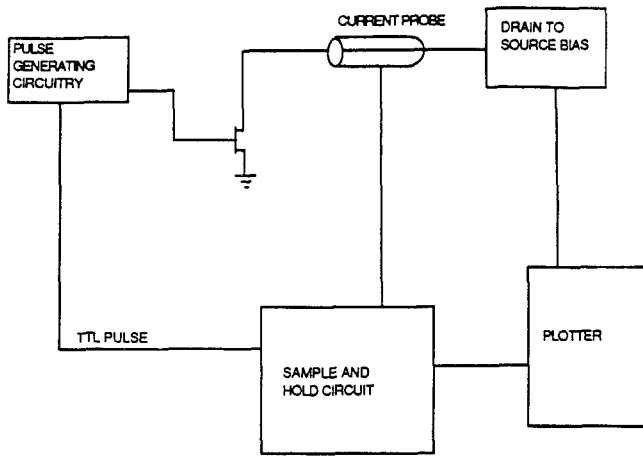 PULSE
GENERATING
CIRCUITRY
CURRENT PROBE
DRAIN TO
SOURCE BIAS
TTL PULSE
SAMPLE AND
HOLD CIRCUIT
PLOTTER